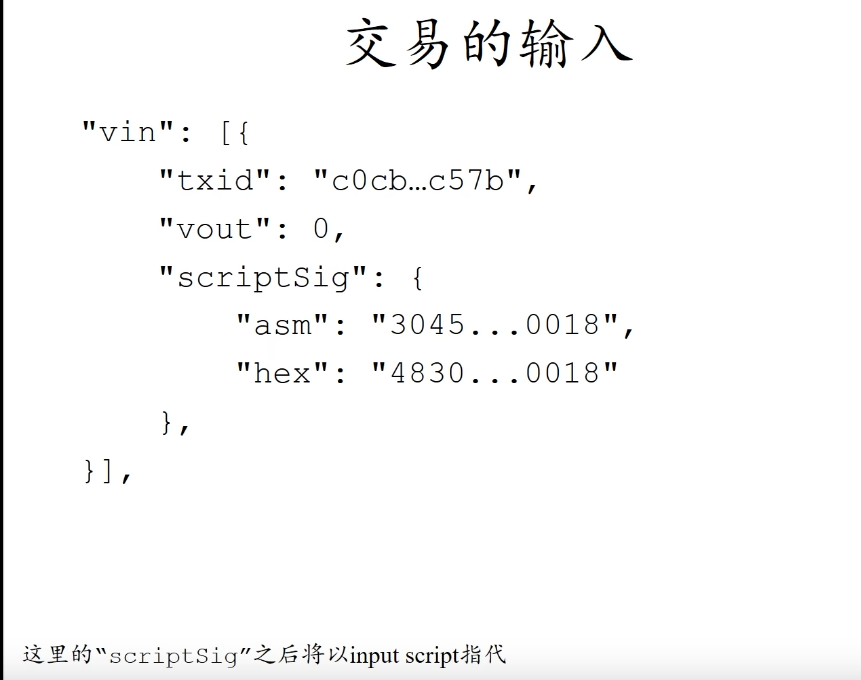 交易的输入
"vin": [{
"txid": "c0cb…c57b",
"vout": 0,
"scriptSig": {
"asm": "3045...0018",
"hex": "4830...0018"
},
}],
这里的“scriptSig”之后将以input script指代